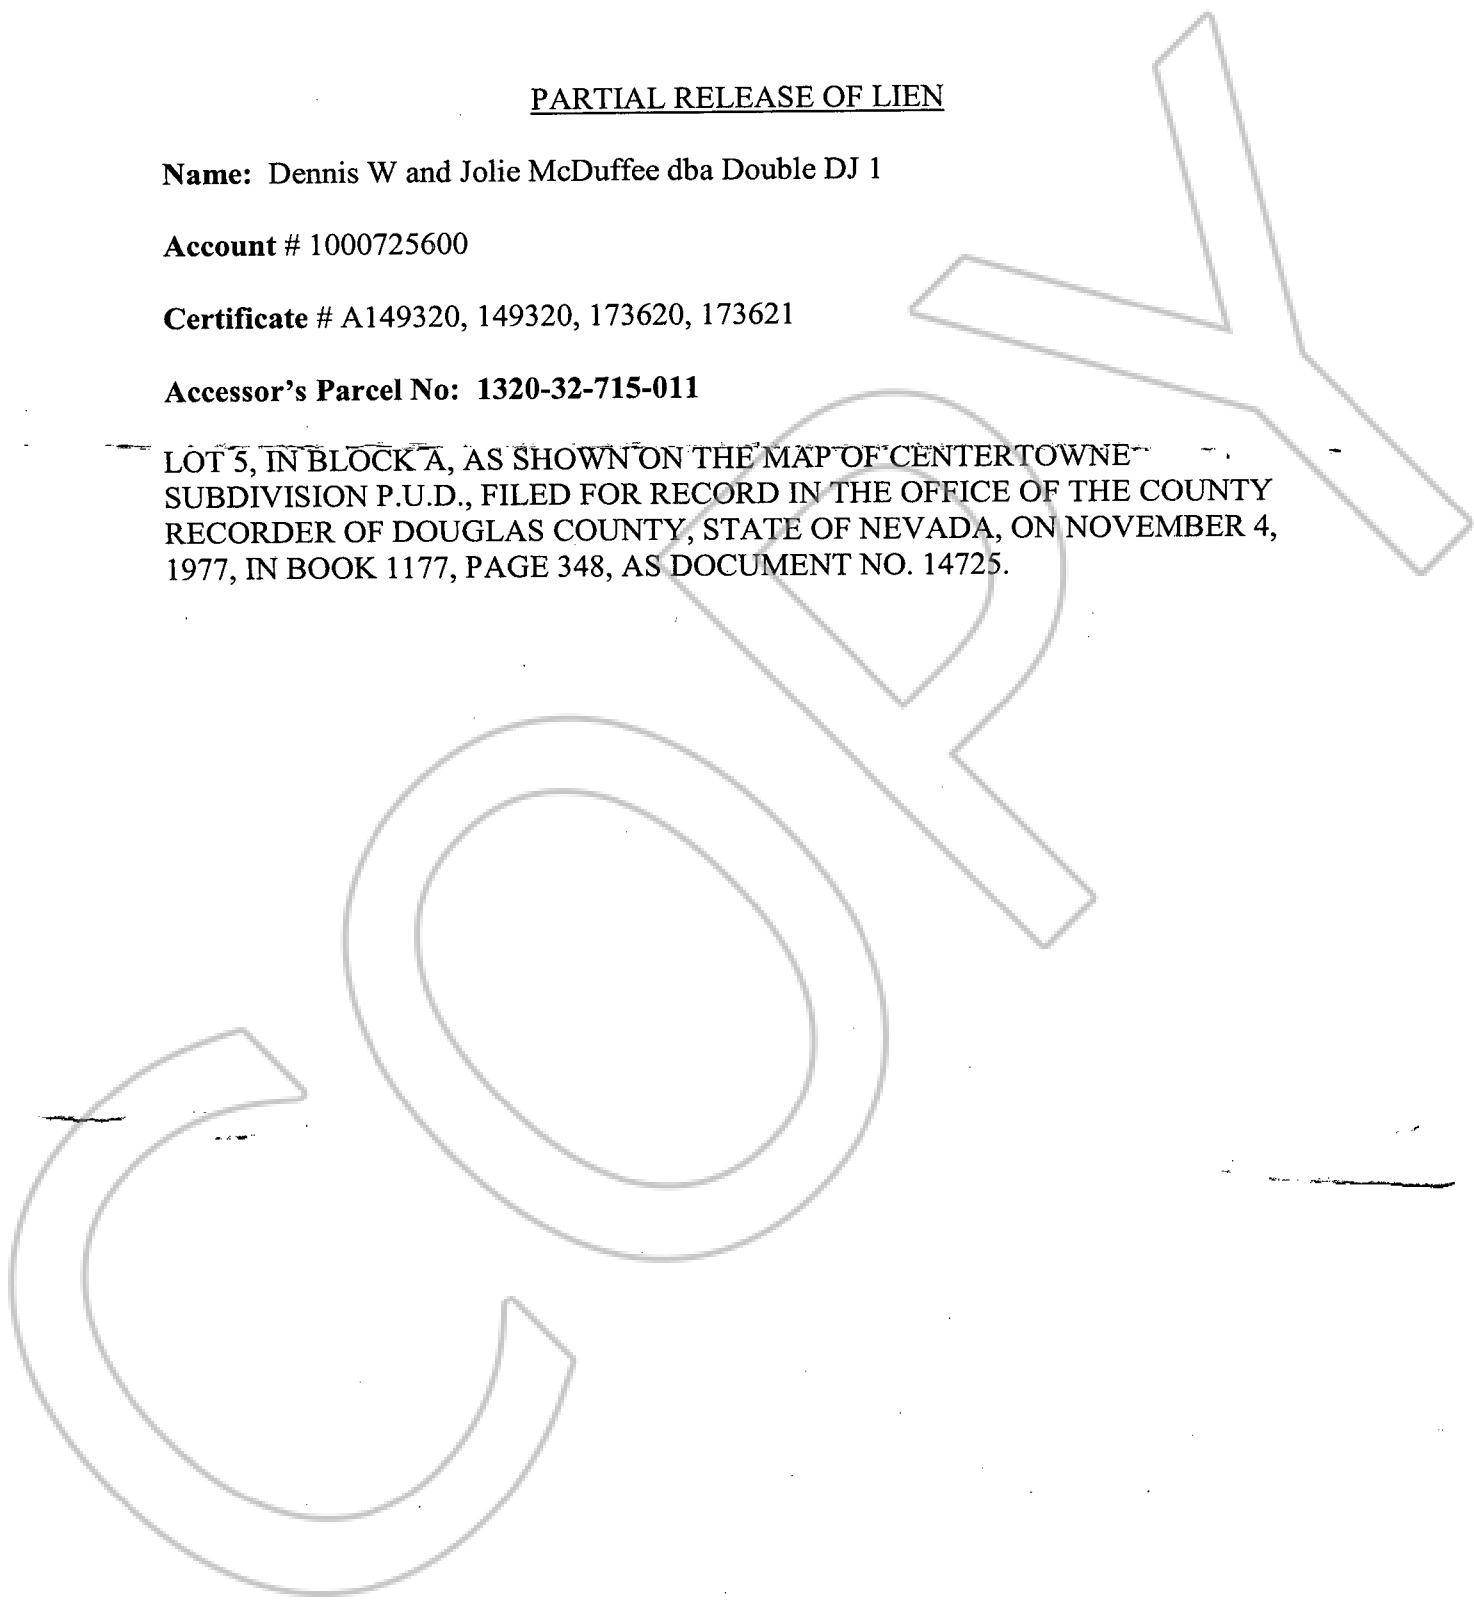 PARTIAL RELEASE OF LIEN
Name: Dennis W and Jolie McDuffee dba Double DJ 1
Account # 1000725600
Certificate # A149320, 149320, 173620, 173621
Accessor's Parcel No: 1320-32-715-011
LOT 5, IN BLOCK A, AS SHOWN ON THE MAP OF CENTERTOWNE
SUBDIVISION P.U.D., FILED FOR RECORD IN THE OFFICE OF THE COUNTY
RECORDER OF DOUGLAS COUNTY, STATE OF NEVADA, ON NOVEMBER 4,
1977, IN BOOK 1177, PAGE 348, AS DOCUMENT NO. 14725.
COPY